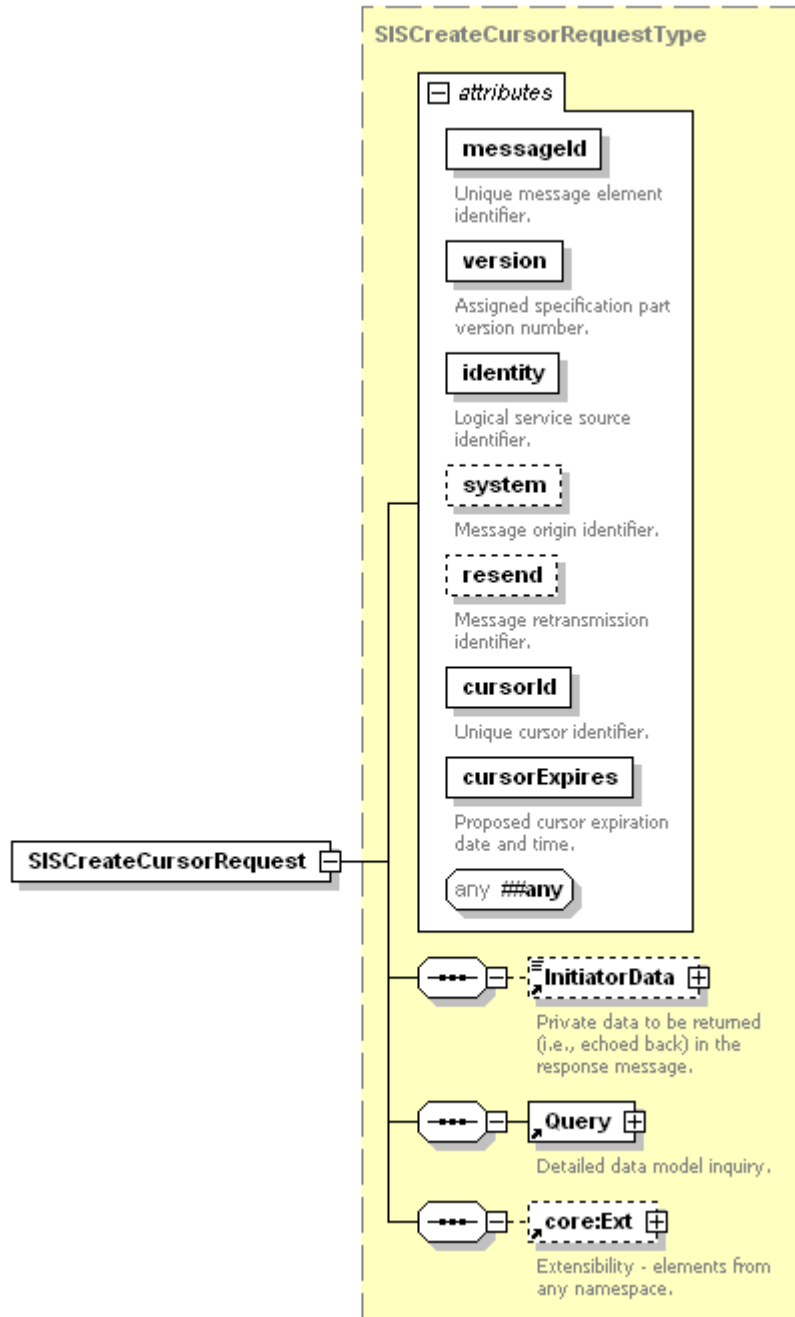 SISCreateCursorRequestType
attributes
messageId
Unique message element
identifier.
version
Assigned specification part
version number.
identity
Logical service source
identifier.
system
Message origin identifier.
resend
Message retransmission
identifier.
cursorId
Unique cursor identifier.
cursorExpires
Proposed cursor expiration
date and time.
any ##any
SISCreateCursorRequest
InitiatorData
Private data to be returned
(i.e., echoed back) in the
response message.
Query
Detailed data model inquiry.
core:Ext
Extensibility - elements from
any namespace.